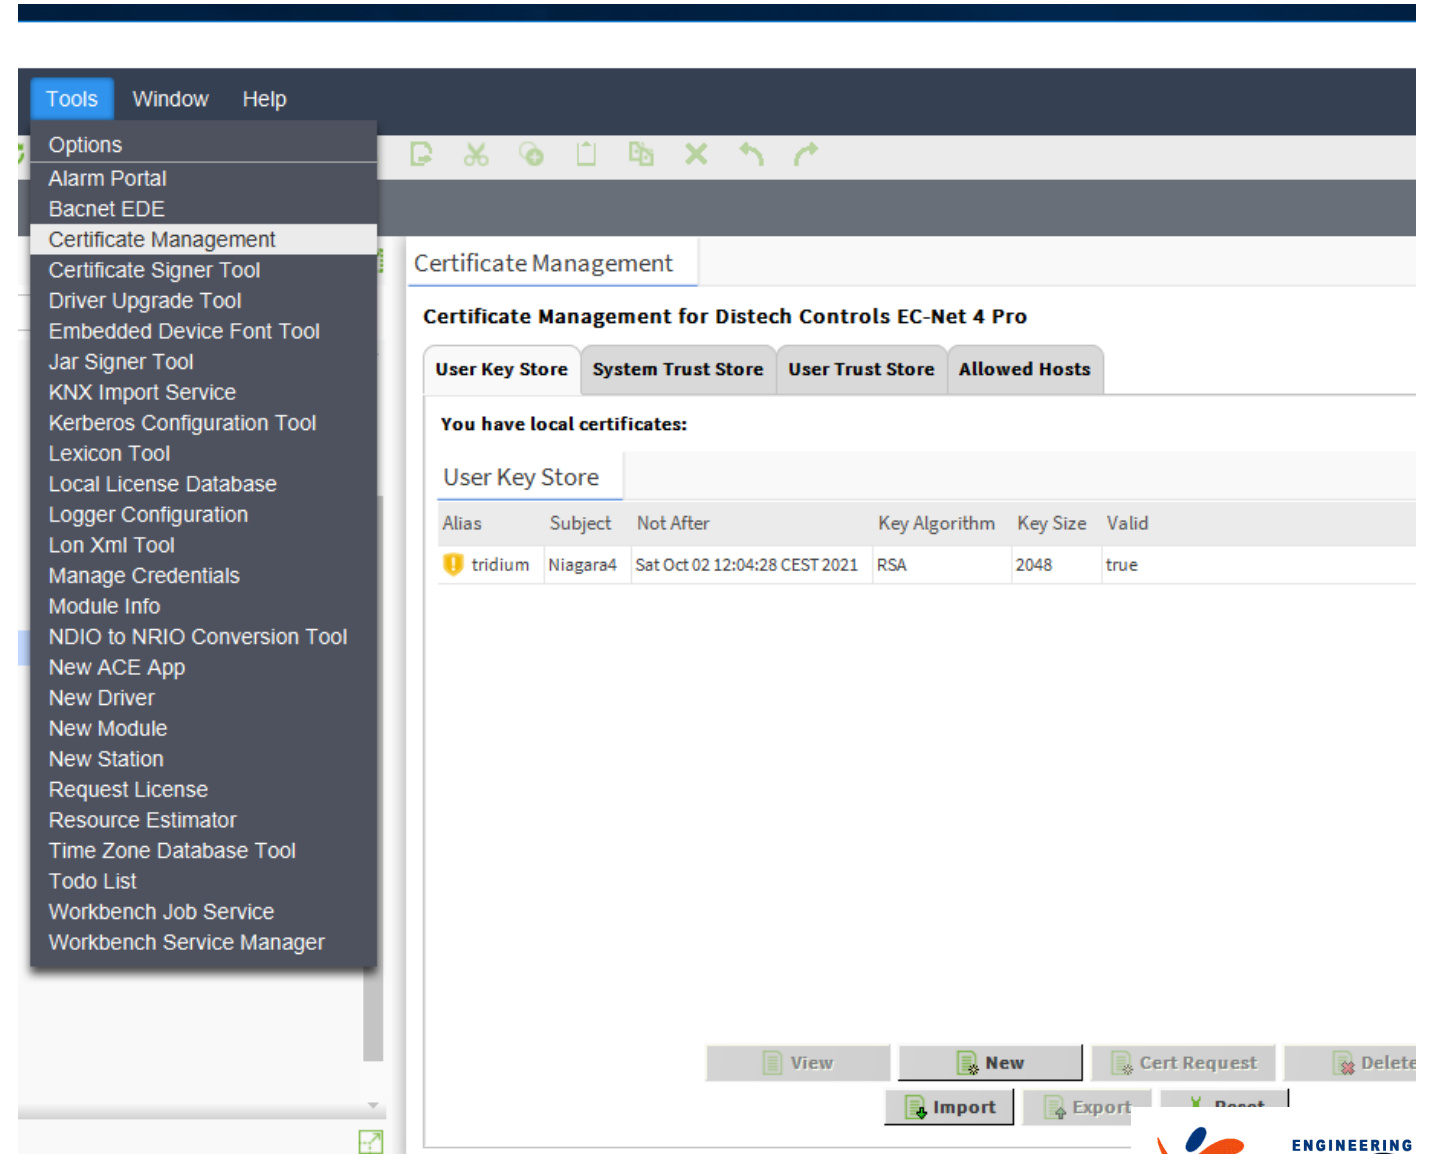 Tools Window Help
Options
Alarm Portal
Bacnet EDE
Certificate Management
Certificate Signer Tool
Driver Upgrade Tool
Embedded Device Font Tool
Jar Signer Tool
KNX Import Service
Kerberos Configuration Tool
Lexicon Tool
Local License Database
Logger Configuration
Lon Xml Tool
Manage Credentials
Module Info
NDIO to NRIO Conversion Tool
New ACE App
New Driver
New Module
New Station
Request License
Resource Estimator
Time Zone Database Tool
Todo List
Workbench Job Service
Workbench Service Manager
Certificate Management
Certificate Management for Distech Controls EC-Net 4 Pro
User Key Store System Trust Store User Trust Store Allowed Hosts
You have local certificates:
User Key Store
Alias Subject Not After Key Algorithm Key Size Valid
tridium Niagara4 Sat Oct 02 12:04:28 CEST 2021 RSA 2048 true
View New Cert Request Delete
Import Export Reset
ENGINEERING